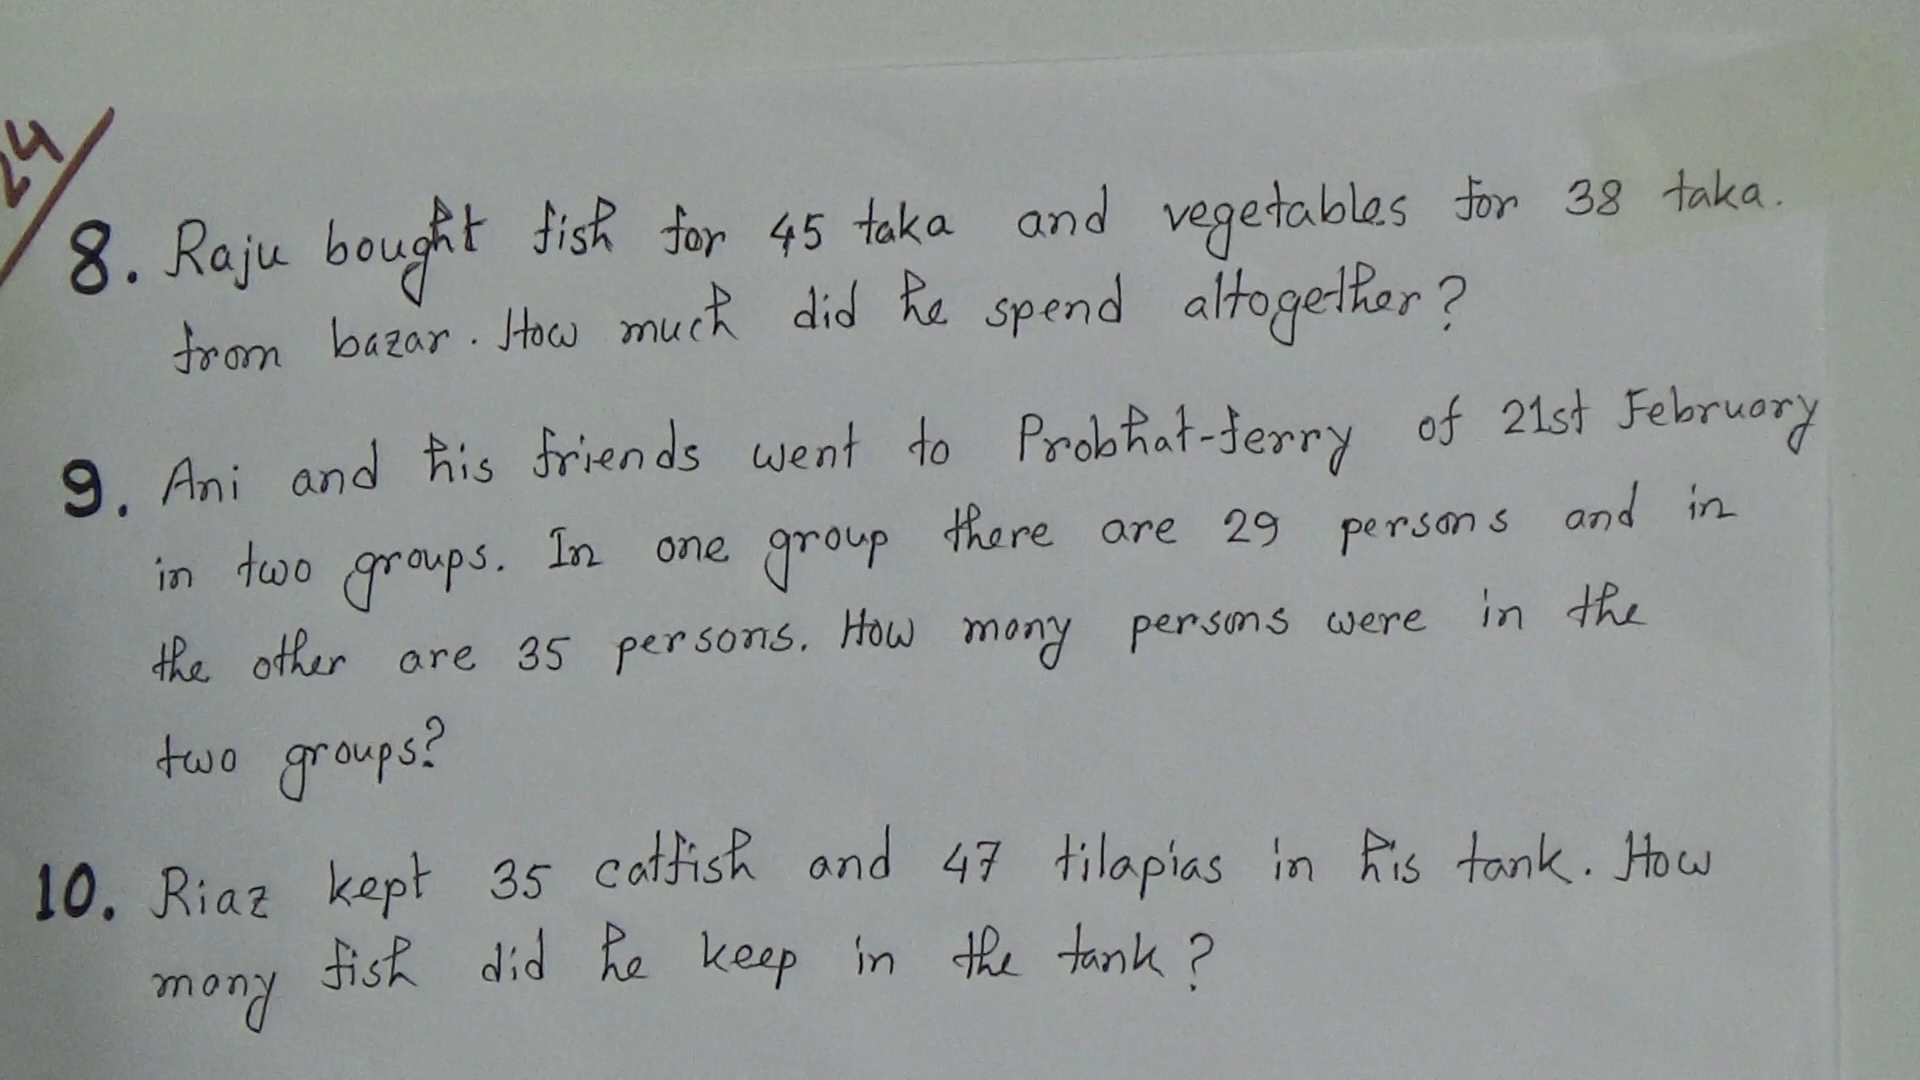 24/
8. Raju bought fish for 45 taka and vegetables for 38 taka.
from bazar. How much did he spend altogether?
9. Ani and his friends went to Probhat-ferry of 21st February
in two groups. In one group there are 29 persons and in
the other are 35 persons. How many persons were in the
two groups?
10. Riaz kept 35 catfish and 47 tilapias in his tank. How
many fish did he keep in the tank?